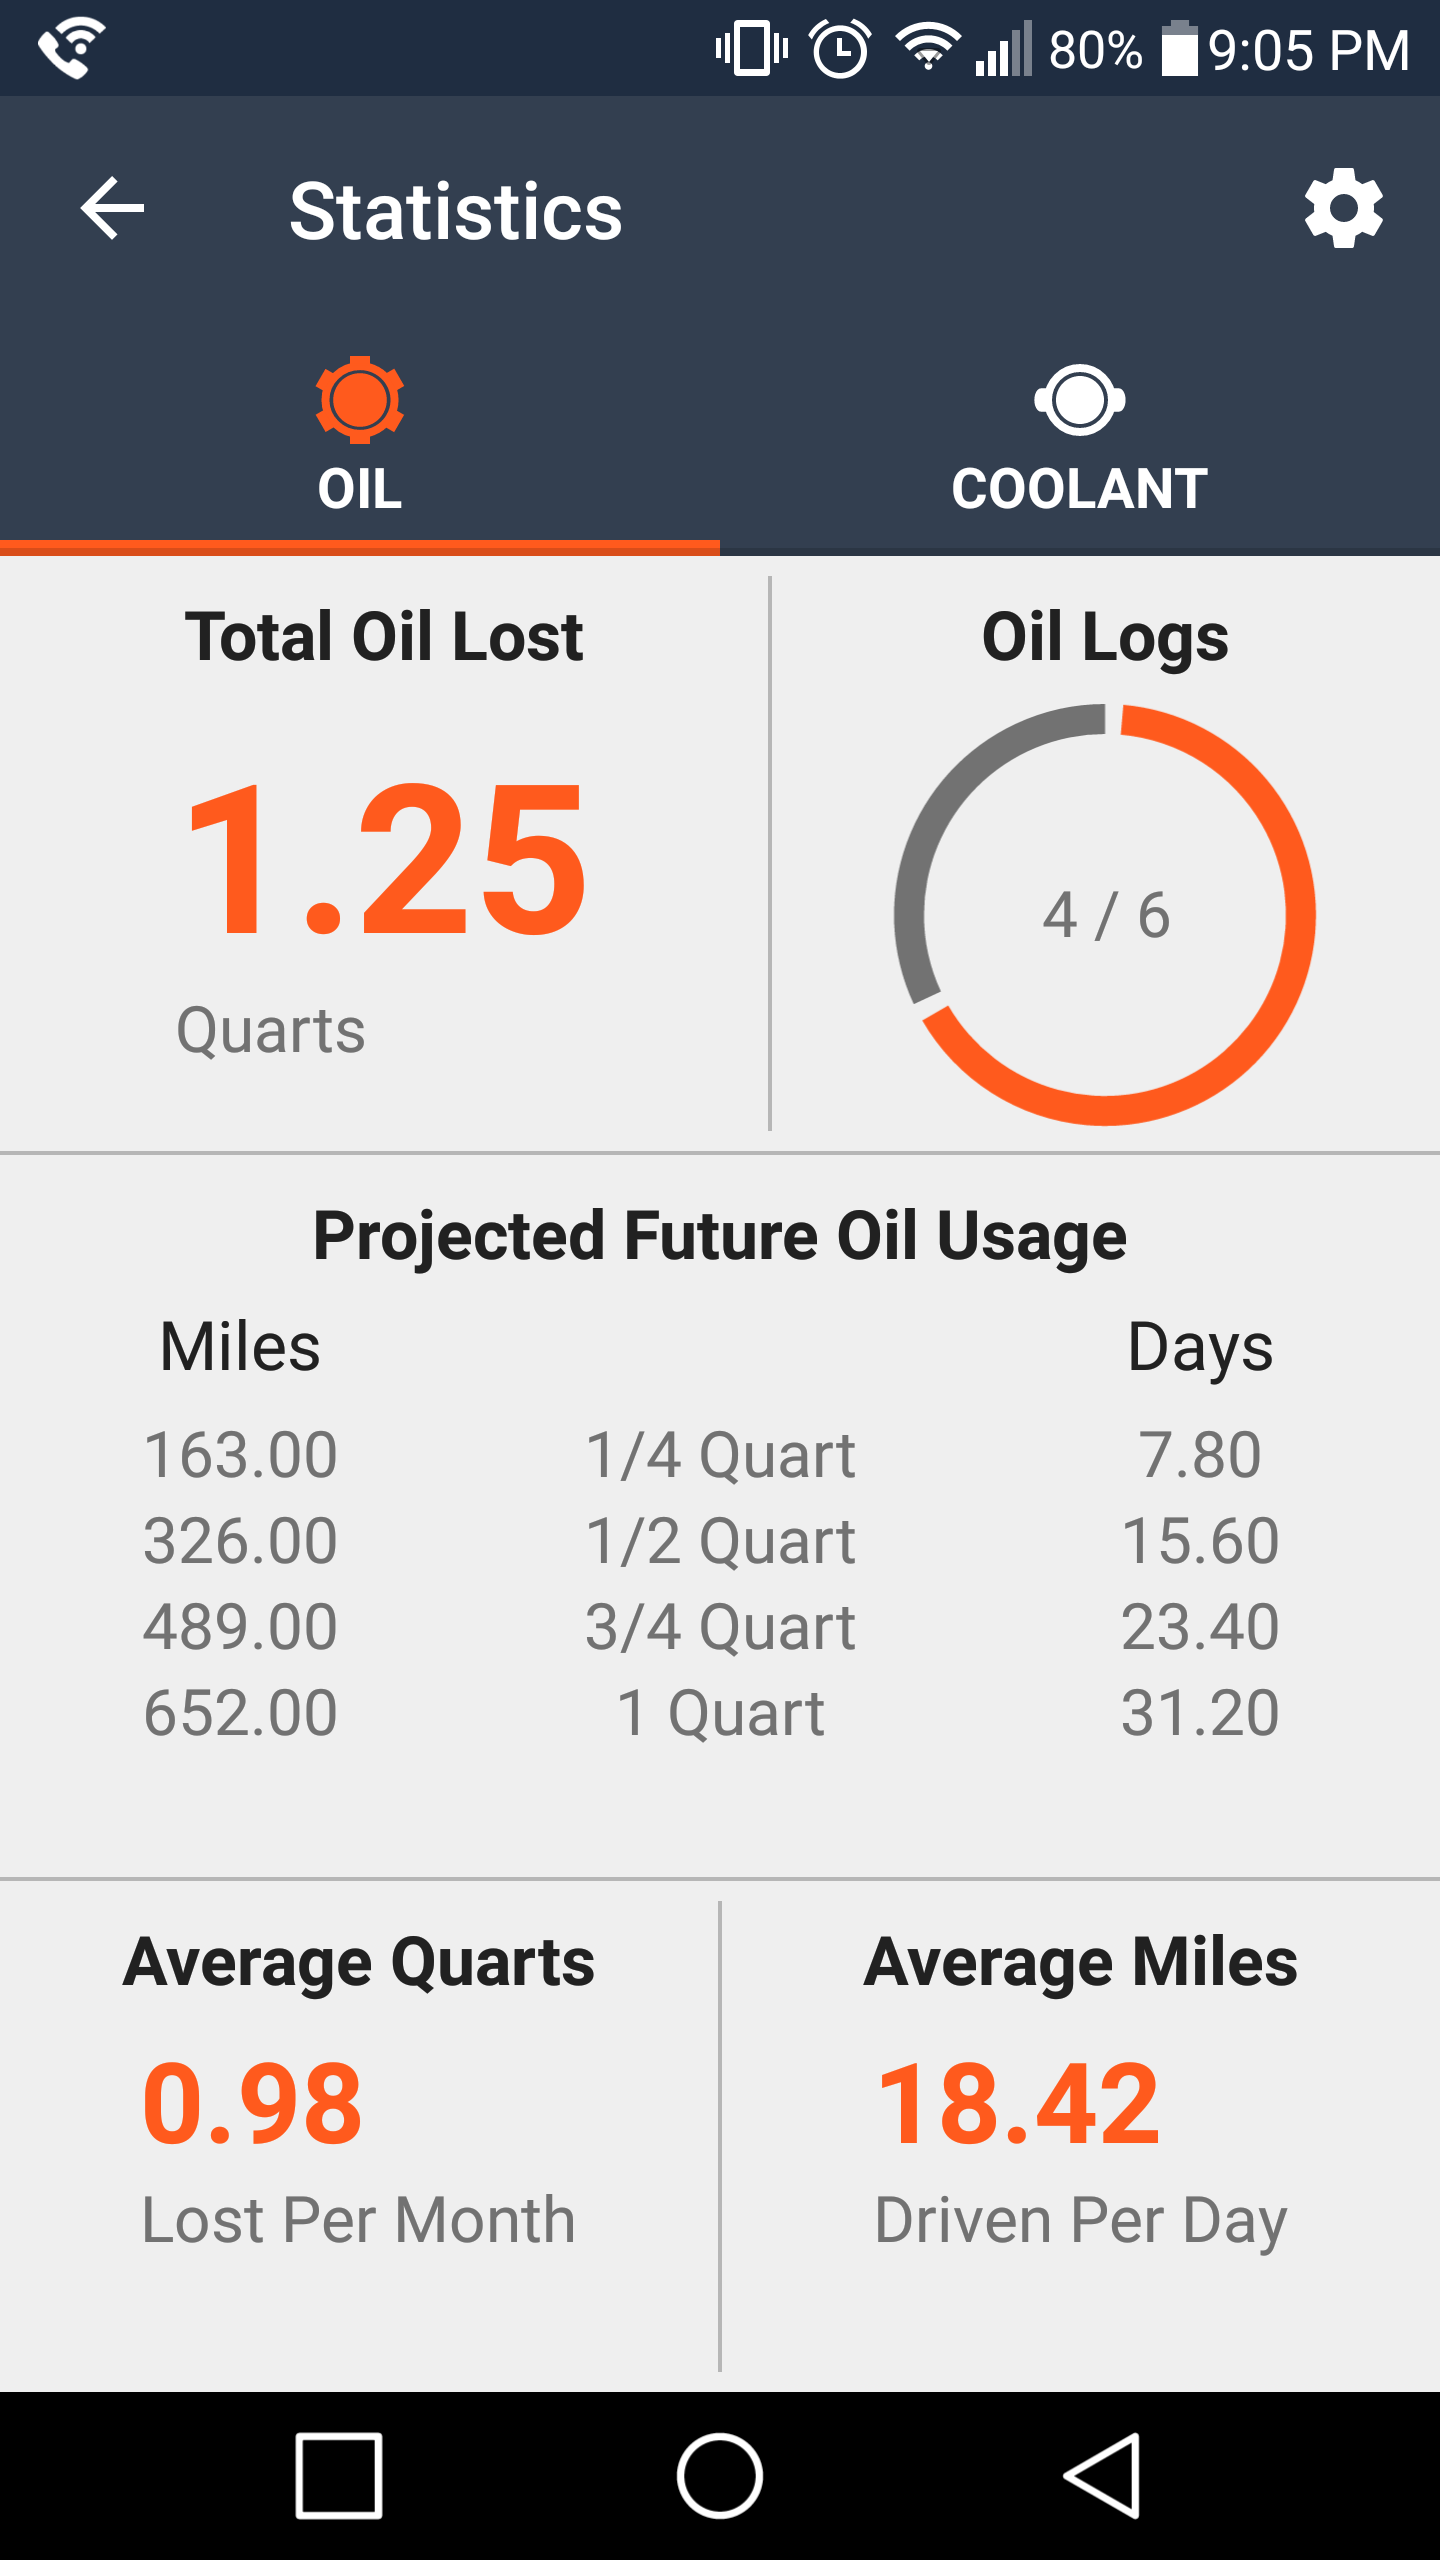 80% 9:05 PM
Statistics
OIL
COOLANT
Total Oil Lost
1.25
Quarts
Oil Logs
4 / 6
Projected Future Oil Usage
Miles Days
163.00 1/4 Quart 7.80
326.00 1/2 Quart 15.60
489.00 3/4 Quart 23.40
652.00 1 Quart 31.20
Average Quarts
0.98
Lost Per Month
Average Miles
18.42
Driven Per Day